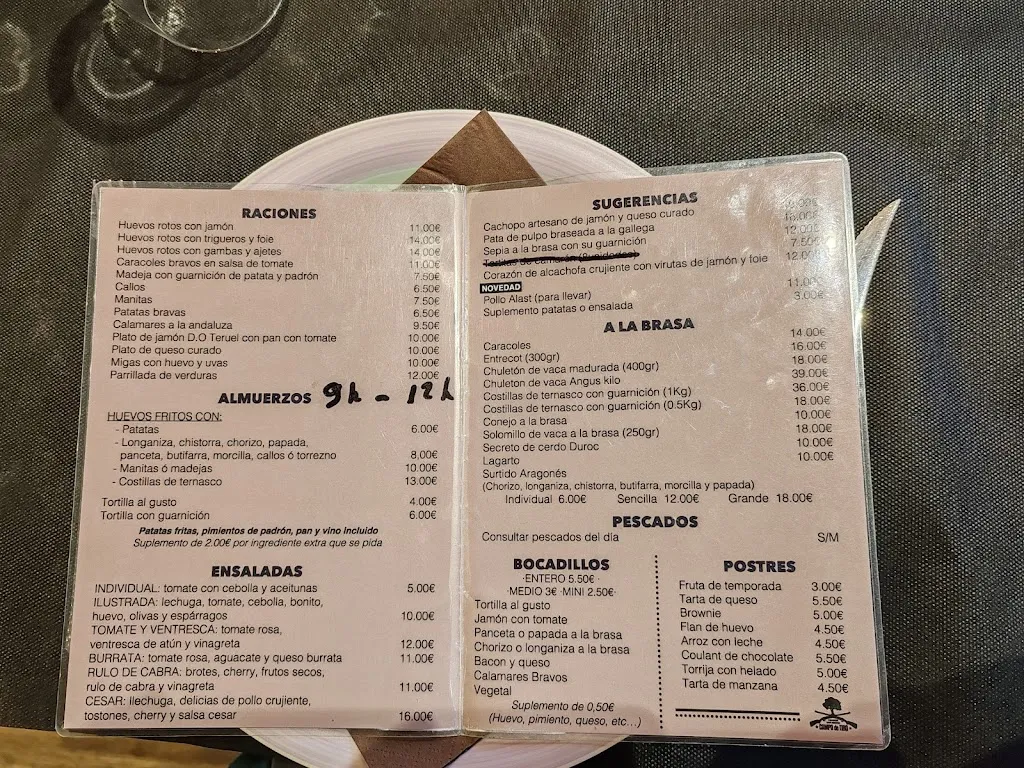 RACIONES
Huevos rotos con jamón 11.00€
Huevos rotos con trigueros y foie 14.00€
Huevos rotos con gambas y ajetes 14.00€
Caracoles bravos en salsa de tomate 11.00€
Madeja con guarnición de patata y padrón 7.50€
Callos 6.50€
Manitas 7.50€
Patatas bravas 6.50€
Calamares a la andaluza 9.50€
Plato de jamón D.O Teruel con pan con tomate 10.00€
Plato de queso curado 10.00€
Migas con huevo y uvas 10.00€
Parrillada de verduras 12.00€
ALMUERZOS 9h - 12h
HUEVOS FRITOS CON:
- Patatas 6.00€
- Longaniza, chistorra, chorizo, papada,
panceta, butifarra, morcilla, callos ó torrezno 8.00€
- Manitas ó madejas 10.00€
- Costillas de ternasco 13.00€
Tortilla al gusto 4.00€
Tortilla con guarnición 6.00€
Patatas fritas, pimientos de padrón, pan y vino incluido
Suplemento de 2.00€ por ingrediente extra que se pida
ENSALADAS
INDIVIDUAL: tomate con cebolla y aceitunas 5.00€
ILUSTRADA: lechuga, tomate, cebolla, bonito,
huevo, olivas y espárragos 10.00€
TOMATE Y VENTRESCA: tomate rosa,
ventresca de atún y vinagreta 12.00€
BURRATA: tomate rosa, aguacate y queso burrata 11.00€
RULO DE CABRA: brotes, cherry, frutos secos,
rulo de cabra y vinagreta 11.00€
CESAR: llechuga, delicias de pollo crujiente,
tostones, cherry y salsa cesar 16.00€
SUGERENCIAS
Cachopo artesano de jamón y queso curado
Pata de pulpo braseada a la gallega 16.00€
Sepia a la brasa con su guarnición 12.00€
7.50€
Corazón de alcachofa crujiente con virutas de jamón y foie 12.00€
NOVEDAD
Pollo Alast (para llevar) 11.00€
Suplemento patatas o ensalada 3.00€
A LA BRASA
Caracoles 14.00€
Entrecot (300gr) 16.00€
Chuletón de vaca madurada (400gr) 18.00€
Chuleton de vaca Angus kilo 39.00€
Costillas de ternasco con guarnición (1Kg) 36.00€
Costillas de ternasco con guarnición (0.5Kg) 18.00€
Conejo a la brasa 10.00€
Solomillo de vaca a la brasa (250gr) 18.00€
Secreto de cerdo Duroc 10.00€
Lagarto 10.00€
Surtido Aragonés
(Chorizo, longaniza, chistorra, butifarra, morcilla y papada)
Individual 6.00€ Sencilla 12.00€ Grande 18.00€
PESCADOS
Consultar pescados del día S/M
BOCADILLOS
·ENTERO 5.50€·
·MEDIO 3€ ·MINI 2.50€·
Tortilla al gusto
Jamón con tomate
Panceta o papada a la brasa
Chorizo o longaniza a la brasa
Bacon y queso
Calamares Bravos
Vegetal
Suplemento de 0,50€
(Huevo, pimiento, queso, etc...)
POSTRES
Fruta de temporada 3.00€
Tarta de queso 5.50€
Brownie 5.00€
Flan de huevo 4.50€
Arroz con leche 4.50€
Coulant de chocolate 5.50€
Torrija con helado 5.00€
Tarta de manzana 4.50€